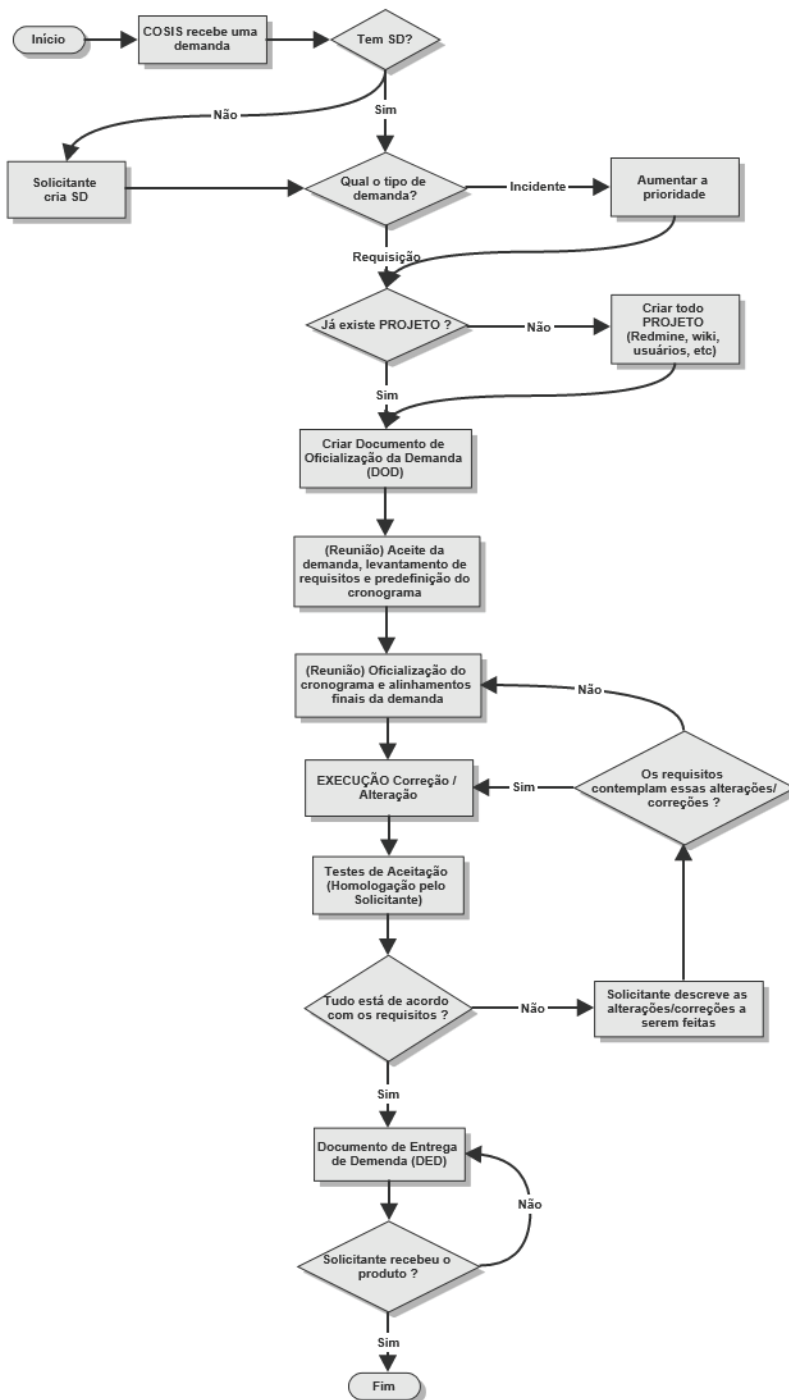 Início
COSIS recebe uma
demanda
Tem SD?
Não
Sim
Solicitante
cria SD
Qual o tipo de
demanda?
Incidente
Aumentar a
prioridade
Requisição
Já existe PROJETO ?
Não
Criar todo
PROJETO
(Redmine, wiki,
usuários, etc)
Sim
Criar Documento de
Oficialização da Demanda
(DOD)
(Reunião) Aceite da
demanda, levantamento de
requisitos e predefinição do
cronograma
(Reunião) Oficialização do
cronograma e alinhamentos
finais da demanda
Não
EXECUÇÃO Correção /
Alteração
Sim
Os requisitos
contemplam essas alterações/
correções ?
Testes de Aceitação
(Homologação pelo
Solicitante)
Tudo está de acordo
com os requisitos ?
Não
Solicitante descreve as
alterações/correções a
serem feitas
Sim
Documento de Entrega
de Demenda (DED)
Não
Solicitante recebeu o
produto ?
Sim
Fim